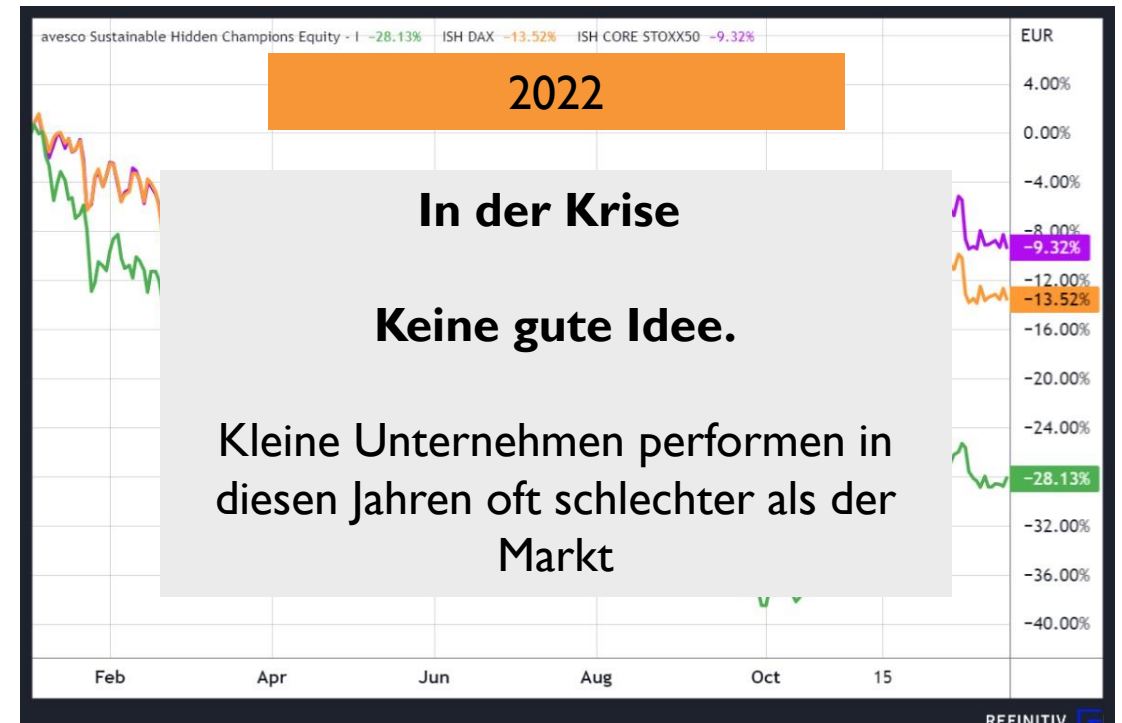 avesco Sustainable Hidden Champions Equity - I -28.13% ISH DAX -13.52% ISH CORE STOXX50 -9.32%
EUR
2022
4.00%
0.00%
-4.00%
-8.00%
-9.32%
-12.00%
-13.52%
-16.00%
-20.00%
-24.00%
-28.13%
-32.00%
-36.00%
-40.00%
In der Krise
Keine gute Idee.
Kleine Unternehmen performen in
diesen Jahren oft schlechter als der
Markt
Feb Apr Jun Aug Oct 15
REFINITIV